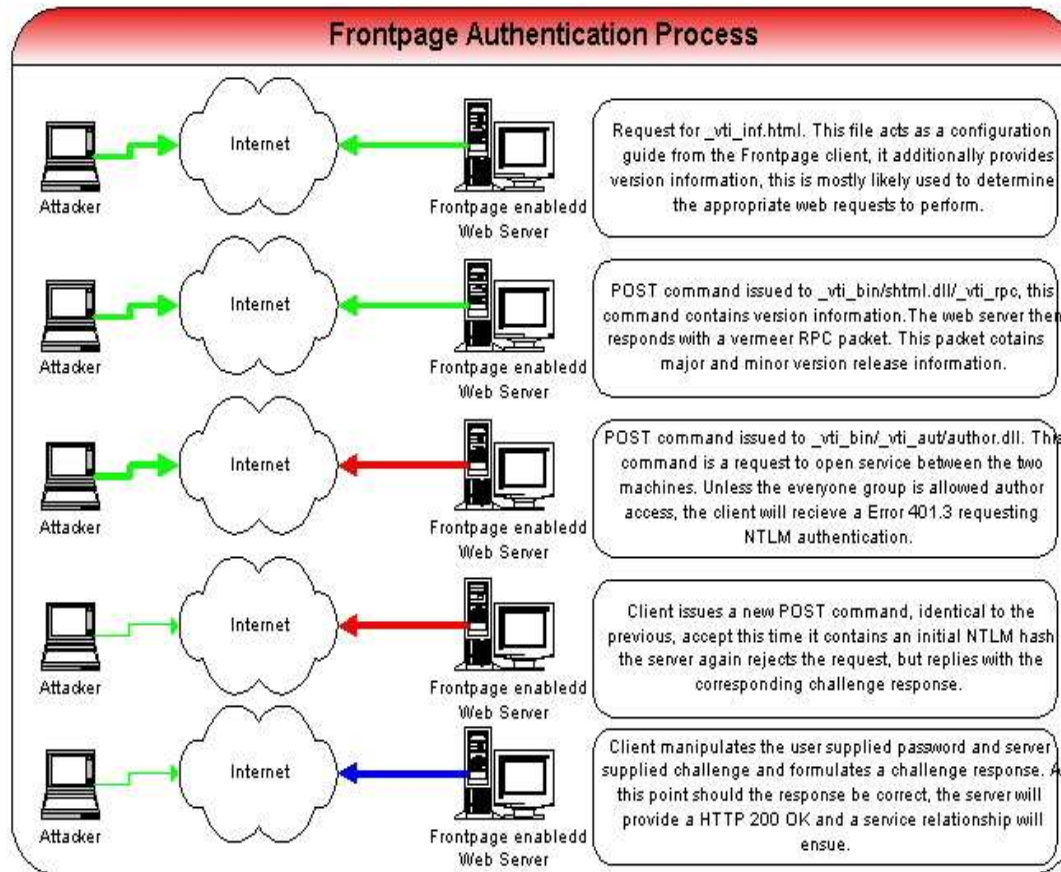 Frontpage Authentication Process
Internet
Attacker
Frontpage enabledd
Web Server
Request for _vti_inf.html. This file acts as a configuration
guide from the Frontpage client, it additionally provides
version information, this is mostly likely used to determine
the appropriate web requests to perform.
Internet
Attacker
Frontpage enabledd
Web Server
POST command issued to _vti_bin/shtml.dll/_vti_rpc, this
command contains version information. The web server then
responds with a vermeer RPC packet. This packet cotains
major and minor version release information.
Internet
Attacker
Frontpage enabledd
Web Server
POST command issued to _vti_bin/_vti_aut/author.dll. This
command is a request to open service between the two
machines. Unless the everyone group is allowed author
access, the client will recieve a Error 401.3 requesting
NTLM authentication.
Internet
Attacker
Frontpage enabledd
Web Server
Client issues a new POST command, identical to the
previous, accept this time it contains an initial NTLM hash
the server again rejects the request, but replies with the
corresponding challenge response.
Internet
Attacker
Frontpage enabledd
Web Server
Client manipulates the user supplied password and server
supplied challenge and formulates a challenge response.
this point should the response be correct, the server will
provide a HTTP 200 OK and a service relationship will
ensue.